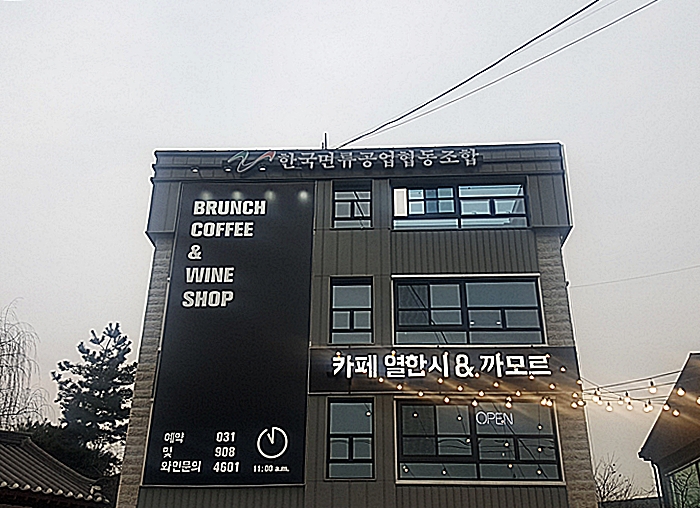 한국면류공업협동조합
BRUNCH
COFFEE
&
WINE
SHOP
카페 열한시 & 까모르
OPEN
예약 031
및 908
와인문의 4601
11:00 a.m.